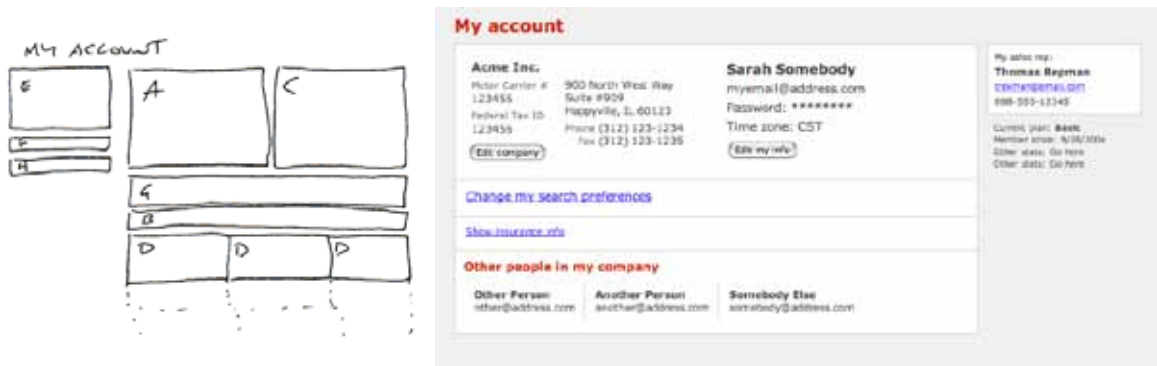 MY ACCOUNT
E
A
C
F
H
G
B
D
D
D
My account
Acme Inc.
Motor Carrier #
123456
Federal Tax ID
123456
Edit company
900 North West Way
Suite #909
Happyville, IL 60123
Phone (312) 123-1234
Fax (312) 123-1235
Sarah Somebody
myemail@address.com
Password: ********
Time zone: CST
Edit my info
Change my search preferences
Show insurance info
Other people in my company
Other Person
other@address.com
Another Person
another@address.com
Somebody Else
somebody@address.com
My sales rep:
Thomas Repman
888-555-12345
Current plan: Basic
Member since:
Other stats: Go here
Other stats: Go here